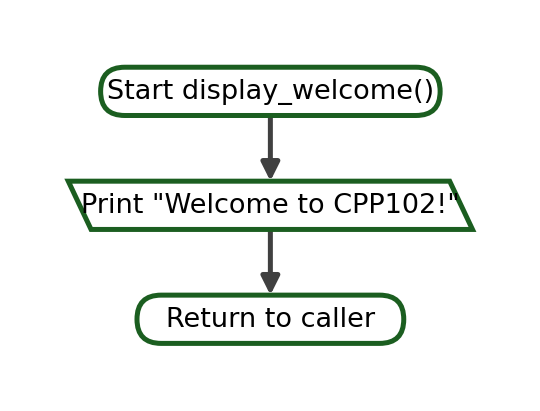 Start display_welcome()
Print "Welcome to CPP102!"
Return to caller